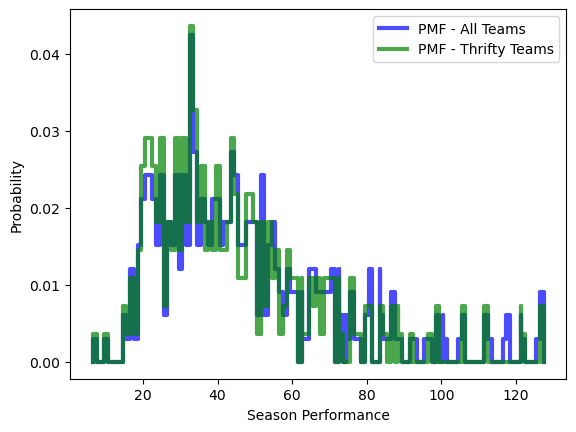 PMF - All Teams
PMF - Thrifty Teams
0.04
0.03
0.02
0.01
0.00
Probability
20 40 60 80 100 120
Season Performance